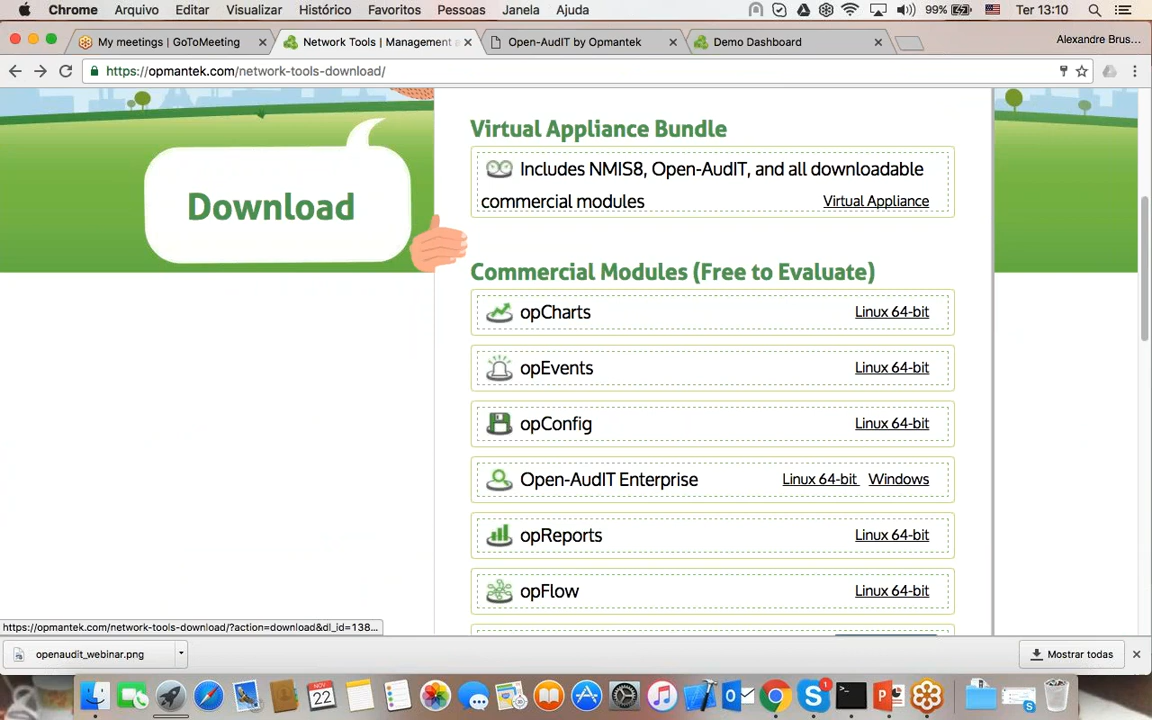 Chrome Arquivo Editar Visualizar Histórico Favoritos Pessoas Janela Ajuda 99% Ter 13:10
My meetings | GoToMeeting
Network Tools | Management a
Open-AudIT by Opmantek
Demo Dashboard
Alexandre Brus...
https://opmantek.com/network-tools-download/
Download
Virtual Appliance Bundle
Includes NMIS8, Open-AudIT, and all downloadable
commercial modules Virtual Appliance
Commercial Modules (Free to Evaluate)
opCharts Linux 64-bit
opEvents Linux 64-bit
opConfig Linux 64-bit
Open-AudIT Enterprise Linux 64-bit Windows
opReports Linux 64-bit
opFlow Linux 64-bit
https://opmantek.com/network-tools-download/?action=download&dl_id=138...
openaudit_webinar.png
Mostrar todas
NOV
22
1